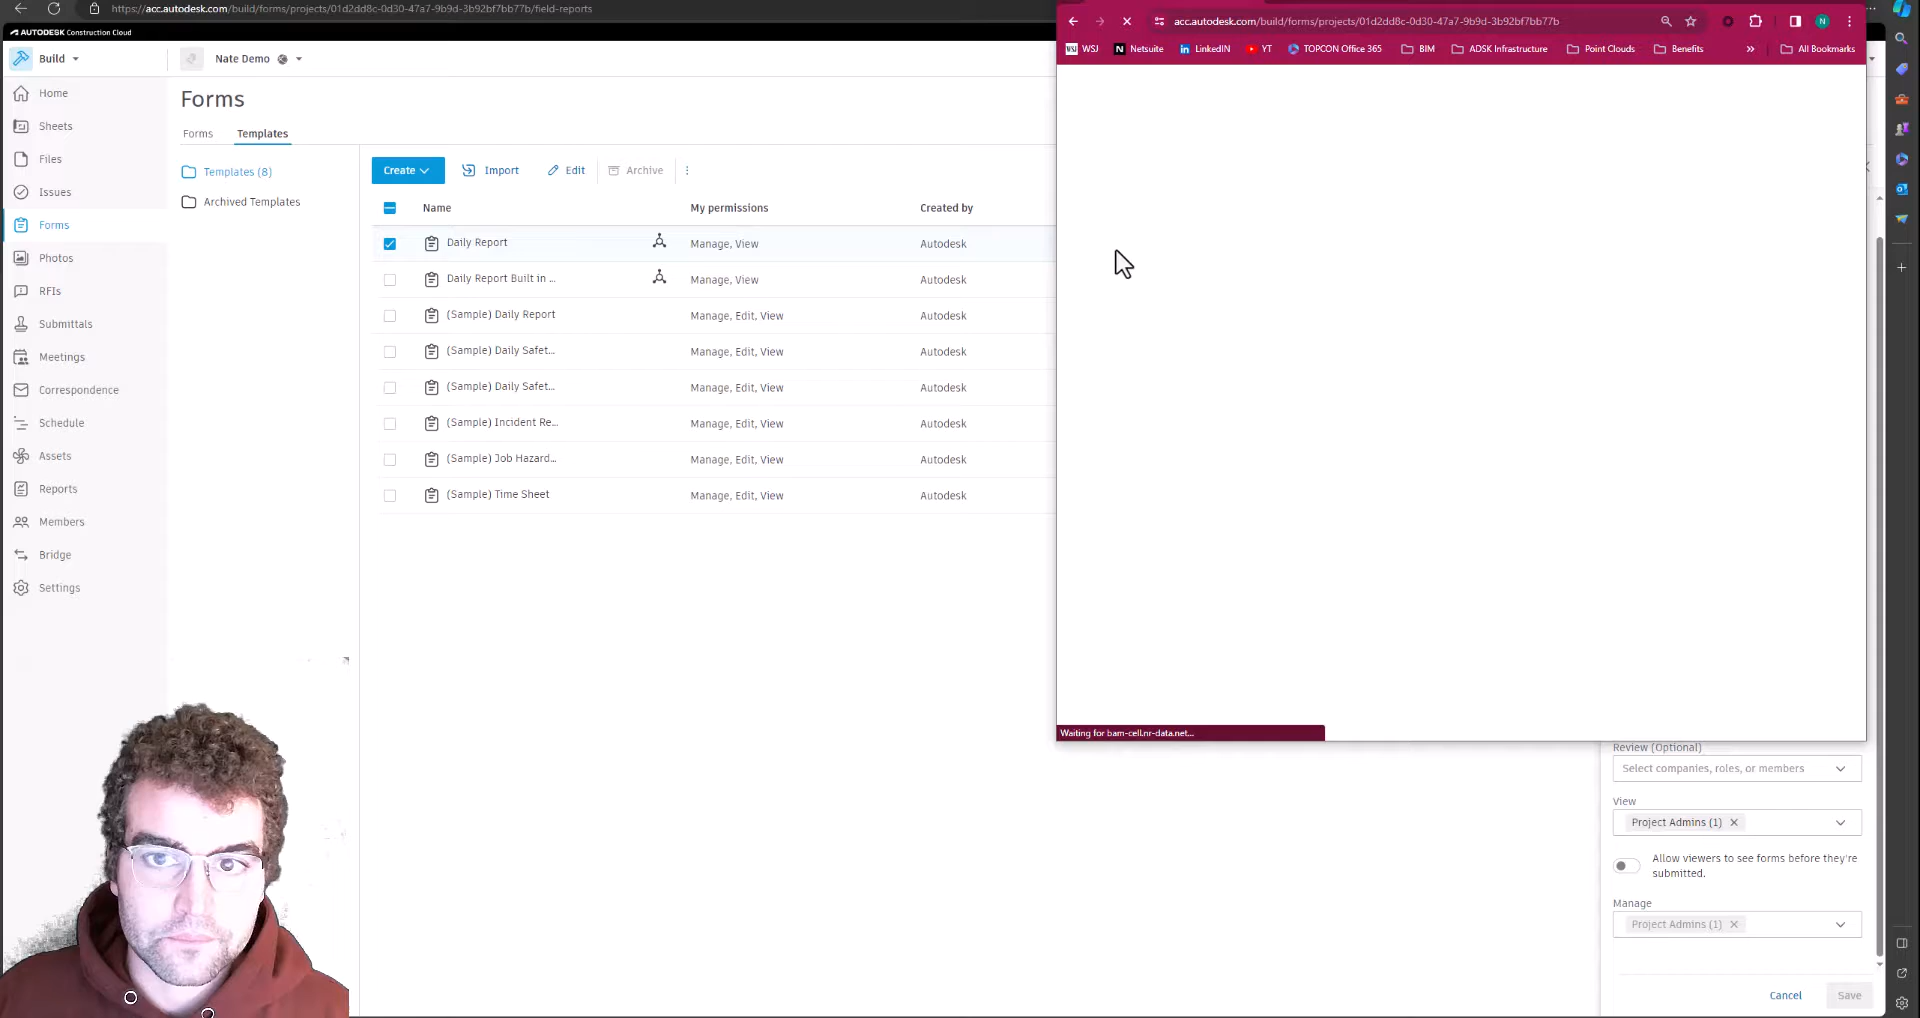 https://acc.autodesk.com/build/forms/projects/01d2dd8c-0d30-47a7-9b9d-3b92bf7bb77b/field-reports
AUTODESK Construction Cloud
Build
Nate Demo
Home
Sheets
Files
Issues
Forms
Photos
RFIs
Submittals
Meetings
Correspondence
Schedule
Assets
Reports
Members
Bridge
Settings
Forms
Forms Templates
Templates (8)
Archived Templates
Create Import Edit Archive
Name My permissions Created by
Daily Report Manage, View Autodesk
Daily Report Built in ... Manage, View Autodesk
(Sample) Daily Report Manage, Edit, View Autodesk
(Sample) Daily Safet... Manage, Edit, View Autodesk
(Sample) Daily Safet... Manage, Edit, View Autodesk
(Sample) Incident Re... Manage, Edit, View Autodesk
(Sample) Job Hazard... Manage, Edit, View Autodesk
(Sample) Time Sheet Manage, Edit, View Autodesk
acc.autodesk.com/build/forms/projects/01d2dd8c-0d30-47a7-9b9d-3b92bf7bb77b
N
WSJ WSJ N Netsuite in LinkedIN YT TOPCON Office 365 BIM ADSK Infrastructure Point Clouds Benefits » All Bookmarks
Waiting for bam-cell.nr-data.net...
Review (Optional)
Select companies, roles, or members
View
Project Admins (1)
Allow viewers to see forms before they're
submitted.
Manage
Project Admins (1)
Cancel Save